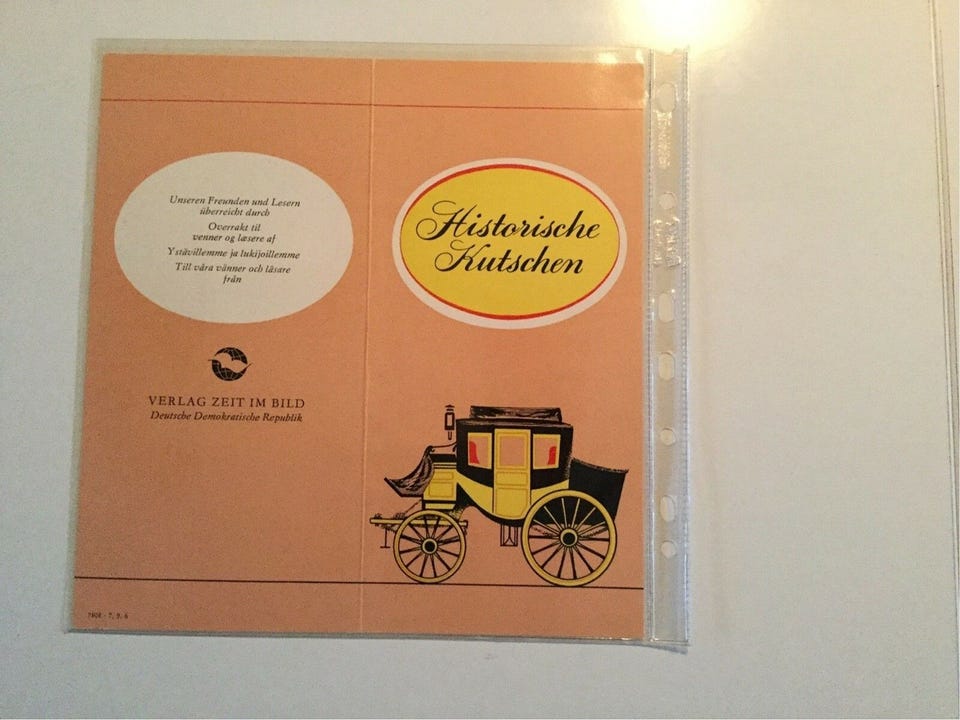 Unseren Freunden und Lesern
überreicht durch
Overrakt til
venner og læsere af
Ystävillemme ja lukijoillemme
Till våra vänner och läsare
från
VERLAG ZEIT IM BILD
Deutsche Demokratische Republik
Historische
Kutschen